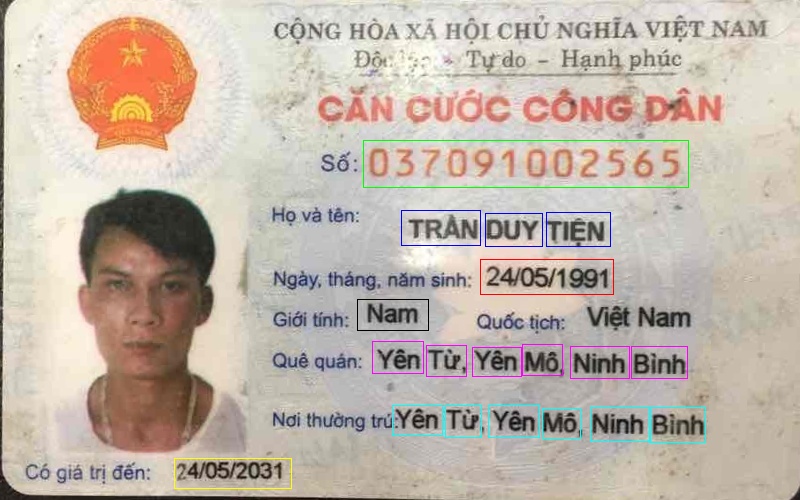 CỘNG HÒA XÃ HỘI CHỦ NGHĨA VIỆT NAM
Độc lập - Tự do - Hạnh phúc
CĂN CƯỚC CÔNG DÂN
Số: 037091002565
Họ và tên: TRẦN DUY TIỆN
Ngày, tháng, năm sinh: 24/05/1991
Giới tính: Nam Quốc tịch: Việt Nam
Quê quán: Yên Từ, Yên Mô, Ninh Bình
Nơi thường trú: Yên Từ, Yên Mô, Ninh Bình
Có giá trị đến: 24/05/2031